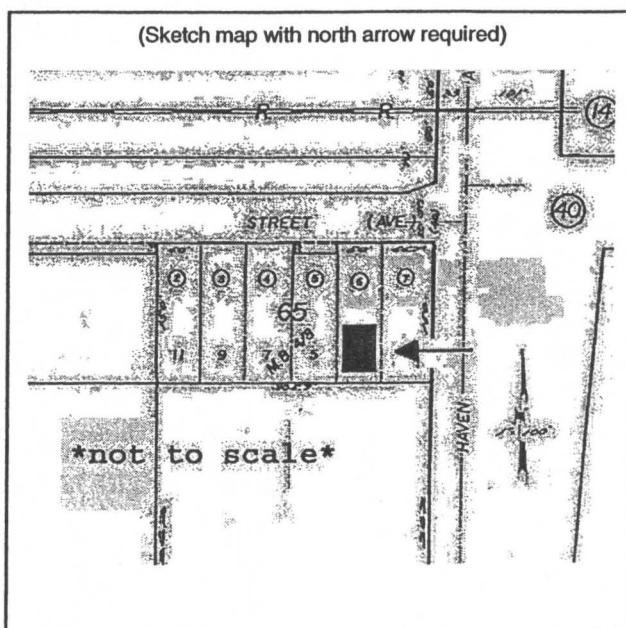 (Sketch map with north arrow required)
R R
14
40
STREET (AVE.)
2 3 4 5 6 7
65
11 9 7 5
M.B.
HAVEN
N
*not to scale*